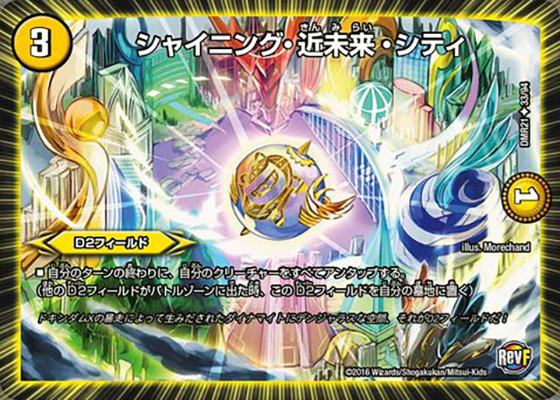 3
シャイニング・近未来・シティ
きんみらい
DMR21 ◆ 33/94
1
D2フィールド
illus. Morechand
■ 自分のターンの終わりに、自分のクリーチャーをすべてアンタップする。
(他のD2フィールドがバトルゾーンに出た時、このD2フィールドを自分の墓地に置く)
ドキンダムXの暴走によって生みだされたダイナマイトにデンジャラスな空間、それがD2フィールドだ!
RevF
©2016 Wizards/Shogakukan/Mitsui-Kids